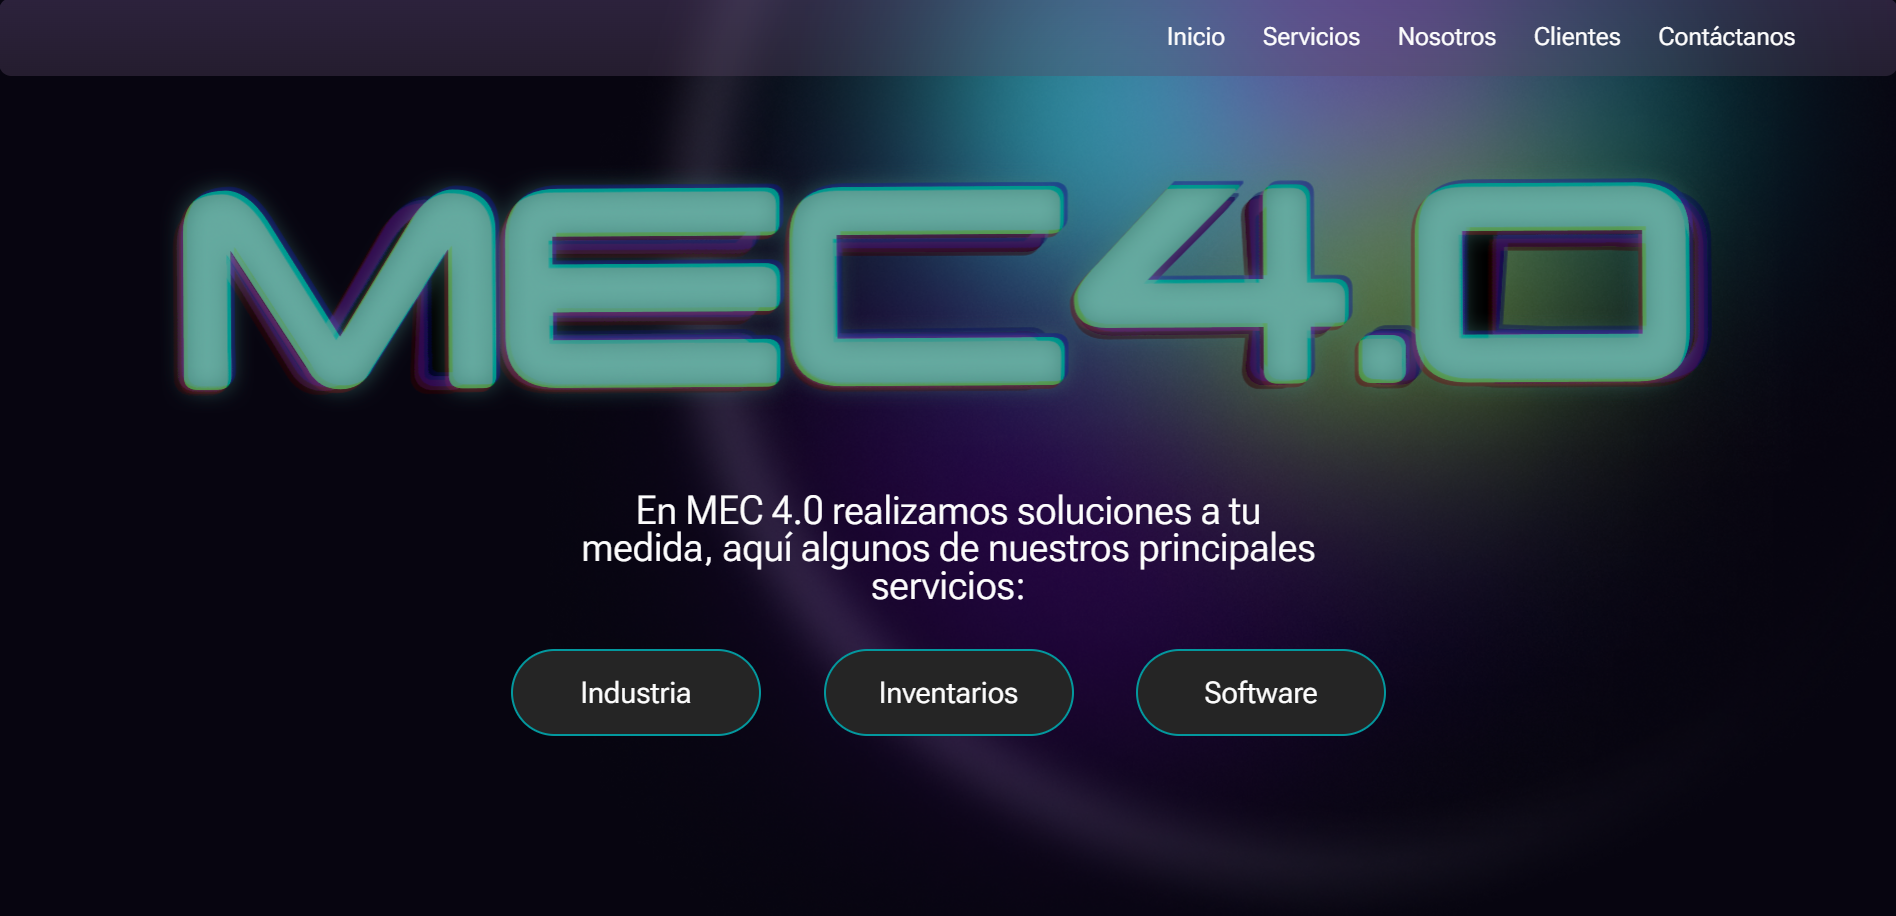 Inicio Servicios Nosotros Clientes Contáctanos
MEC4.0
En MEC 4.0 realizamos soluciones a tu
medida, aquí algunos de nuestros principales
servicios:
Industria Inventarios Software